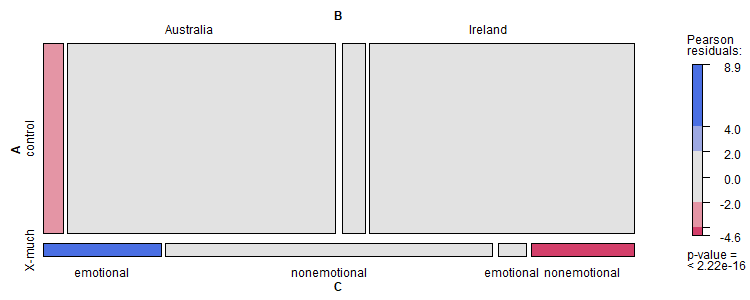 B
Australia Ireland
Pearson
residuals:
8.9
4.0
2.0
0.0
-2.0
-4.6
A
control
X-much
p-value =
< 2.22e-16
emotional nonemotional emotional nonemotional
C